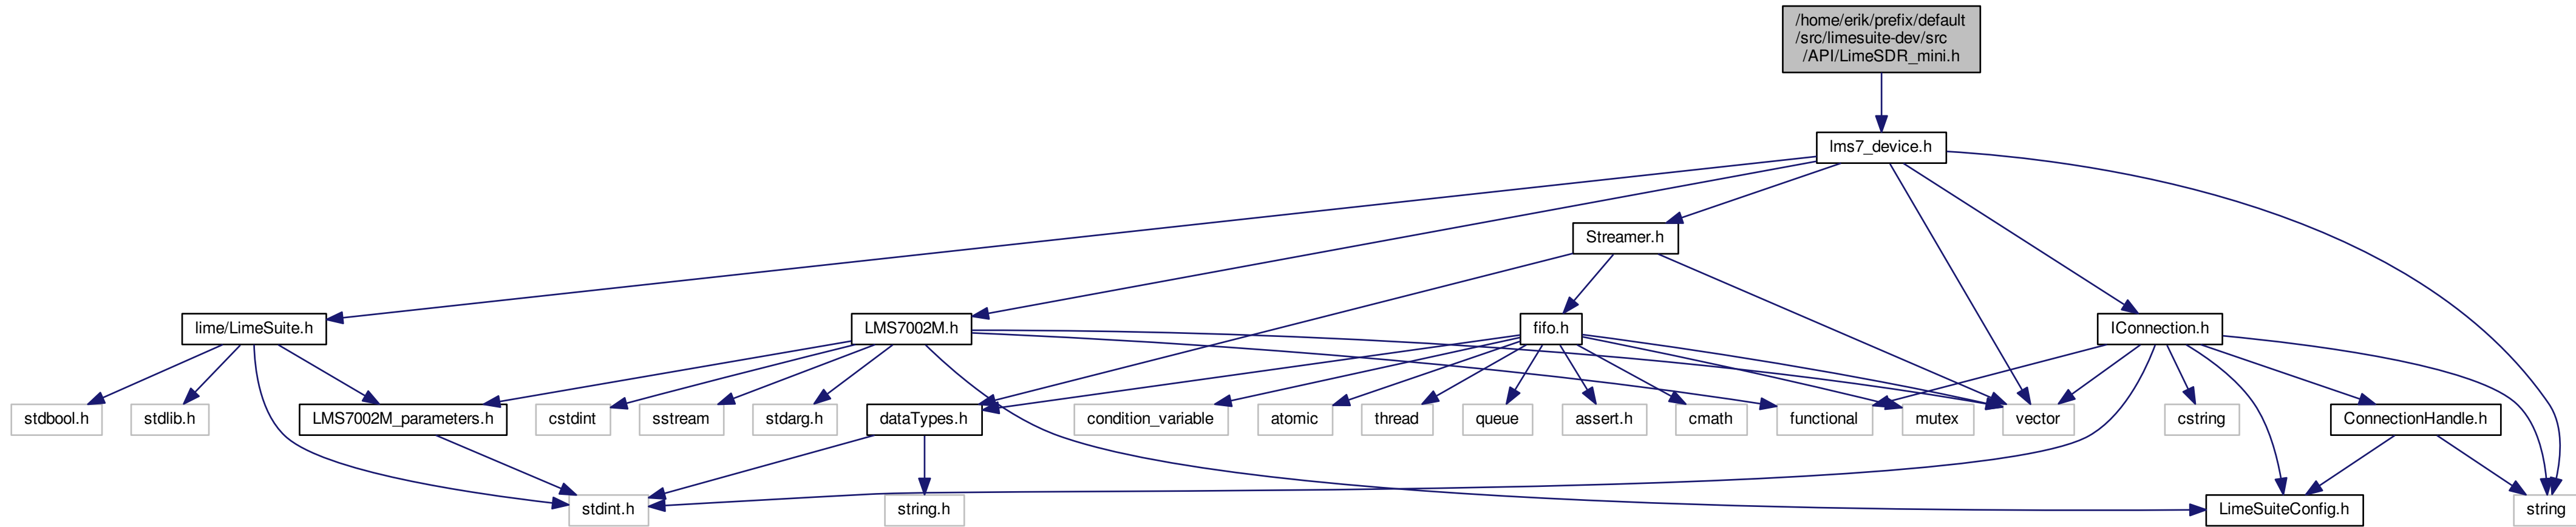 /home/erik/prefix/default
/src/limesuite-dev/src
/API/LimeSDR_mini.h
lms7_device.h
Streamer.h
lime/LimeSuite.h
LMS7002M.h
fifo.h
IConnection.h
stdbool.h
stdlib.h
LMS7002M_parameters.h
cstdint
sstream
stdarg.h
dataTypes.h
condition_variable
atomic
thread
queue
assert.h
cmath
functional
mutex
vector
cstring
ConnectionHandle.h
stdint.h
string.h
LimeSuiteConfig.h
string